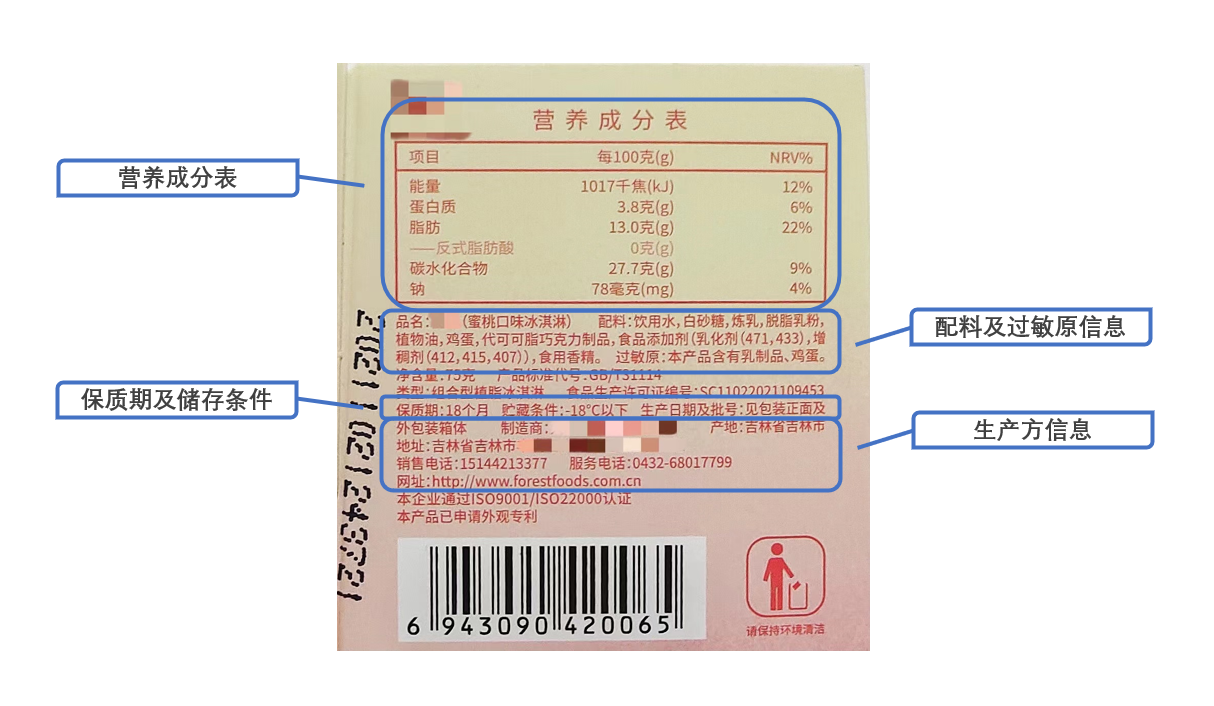 营养成分表
项目 每100克(g) NRV%
能量 1017千焦(kJ) 12%
蛋白质 3.8克(g) 6%
脂肪 13.0克(g) 22%
——反式脂肪酸 0克(g)
碳水化合物 27.7克(g) 9%
钠 78毫克(mg) 4%
品名: (蜜桃口味冰淇淋) 配料:饮用水,白砂糖,炼乳,脱脂乳粉,
植物油,鸡蛋,代可可脂巧克力制品,食品添加剂(乳化剂(471,433),增
稠剂(412,415,407)),食用香精。 过敏原:本产品含有乳制品、鸡蛋。
净含量:75克 产品标准代号:GB/T31114
类型:组合型植脂冰淇淋 食品生产许可证编号:SC11022021109453
保质期:18个月 贮藏条件:-18℃以下 生产日期及批号:见包装正面及
外包装箱体 制造商: 产地:吉林省吉林市
地址:吉林省吉林市
销售电话:15144213377 服务电话:0432-68017799
网址:http://www.forestfoods.com.cn
本企业通过ISO9001/ISO22000认证
本产品已申请外观专利
6 943090 420065
请保持环境清洁
营养成分表
保质期及储存条件
配料及过敏原信息
生产方信息